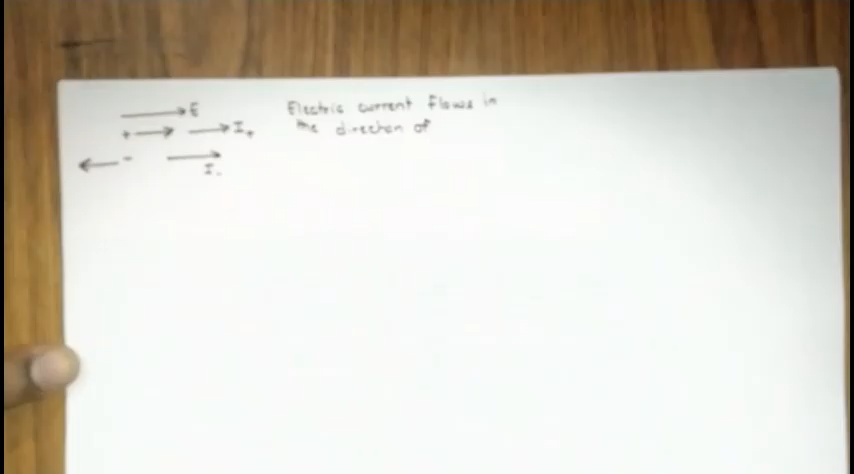 E
+ I+
Electric current flows in
the direction of
-
I-